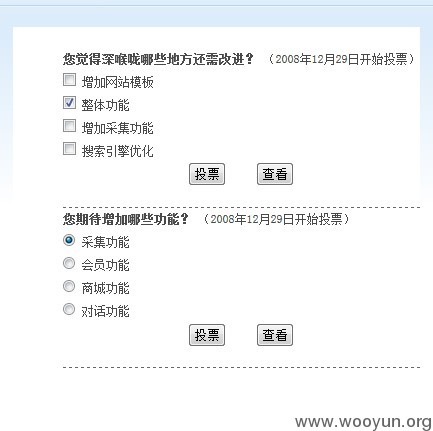 您觉得深喉咙哪些地方还需改进？ （2008年12月29日开始投票）
增加网站模板
整体功能
增加采集功能
搜索引擎优化
投票 查看
您期待增加哪些功能？ （2008年12月29日开始投票）
采集功能
会员功能
商城功能
对话功能
投票 查看
www.wooyun.org